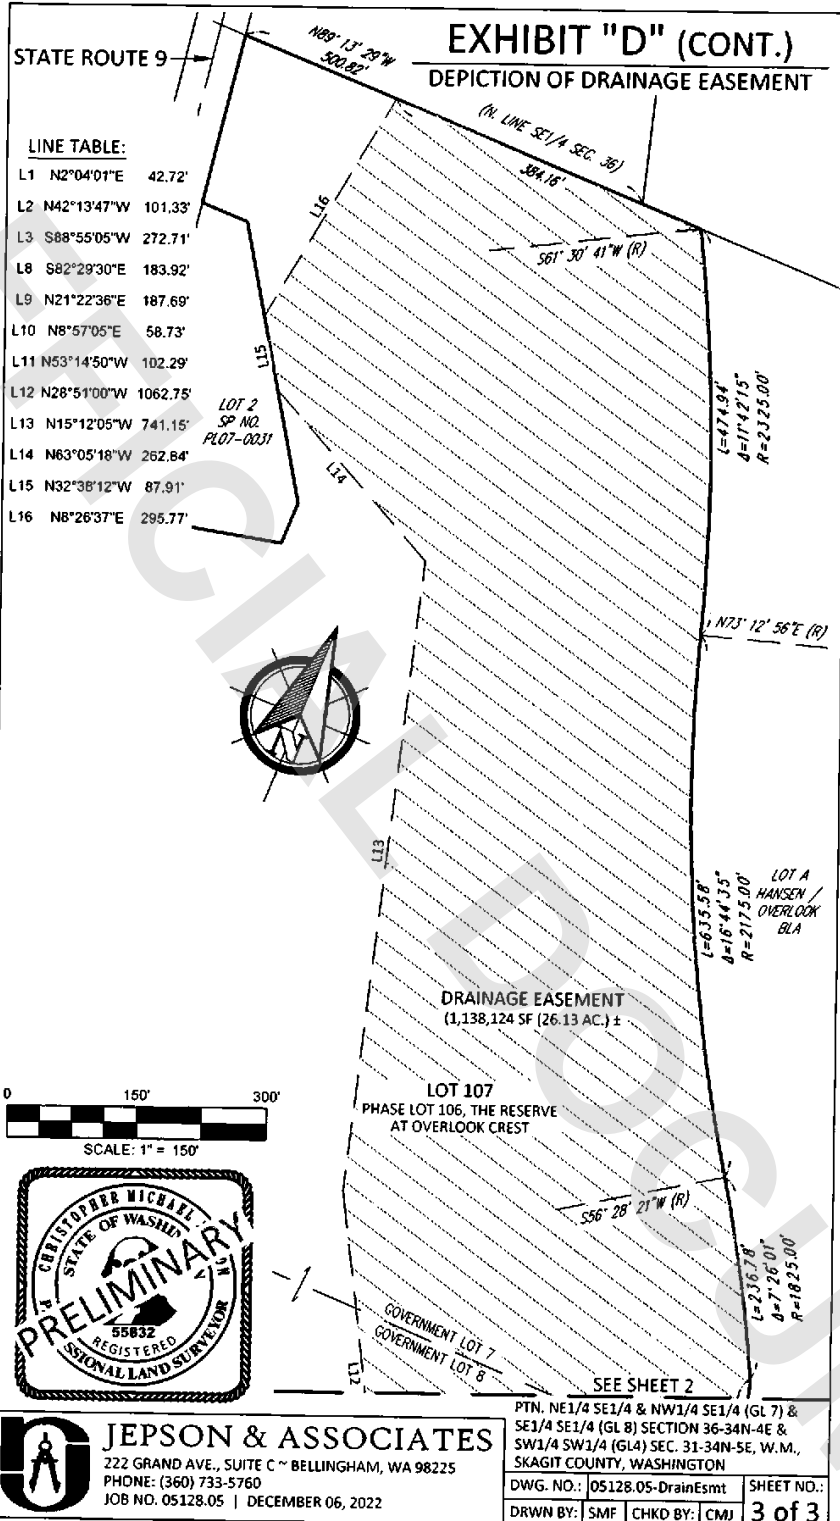 EXHIBIT "D" (CONT.)
DEPICTION OF DRAINAGE EASEMENT
STATE ROUTE 9
N89° 13' 29"W
500.82'
(N. LINE SE1/4 SEC. 36)
384.16'
LINE TABLE:
L1 N2°04'01"E 42.72'
L2 N42°13'47"W 101.33'
L3 S88°55'05"W 272.71'
L8 S82°29'30"E 183.92'
L9 N21°22'36"E 187.69'
L10 N8°57'05"E 58.73'
L11 N53°14'50"W 102.29'
L12 N28°51'00"W 1062.75'
L13 N15°12'05"W 741.15'
L14 N63°05'18"W 262.84'
L15 N32°38'12"W 87.91'
L16 N8°26'37"E 295.77'
L16
S61° 30' 41"W (R)
L15
LOT 2
SP NO.
PL07-0031
L14
L=474.94'
Δ=11°42'15"
R=2325.00'
N73° 12' 56"E (R)
N
L13
L=635.58'
Δ=16°44'35"
R=2175.00'
LOT A
HANSEN /
OVERLOOK
BLA
DRAINAGE EASEMENT
(1,138,124 SF (26.13 AC.) ±
LOT 107
PHASE LOT 106, THE RESERVE
AT OVERLOOK CREST
0 150' 300'
SCALE: 1" = 150'
S56° 28' 21"W (R)
L=236.78'
Δ=7°26'01"
R=1825.00'
CHRISTOPHER MICHAEL
STATE OF WASHIN
PRELIMINARY
55832
REGISTERED
SSIONAL LAND SURVEYOR
GOVERNMENT LOT 7
GOVERNMENT LOT 8
L12
SEE SHEET 2
JEPSON & ASSOCIATES
222 GRAND AVE., SUITE C ~ BELLINGHAM, WA 98225
PHONE: (360) 733-5760
JOB NO. 05128.05 | DECEMBER 06, 2022
PTN. NE1/4 SE1/4 & NW1/4 SE1/4 (GL 7) &
SE1/4 SE1/4 (GL 8) SECTION 36-34N-4E &
SW1/4 SW1/4 (GL4) SEC. 31-34N-5E, W.M.,
SKAGIT COUNTY, WASHINGTON
DWG. NO.: 05128.05-DrainEsmt SHEET NO.:
DRWN BY: SMF CHKD BY: CMJ 3 of 3